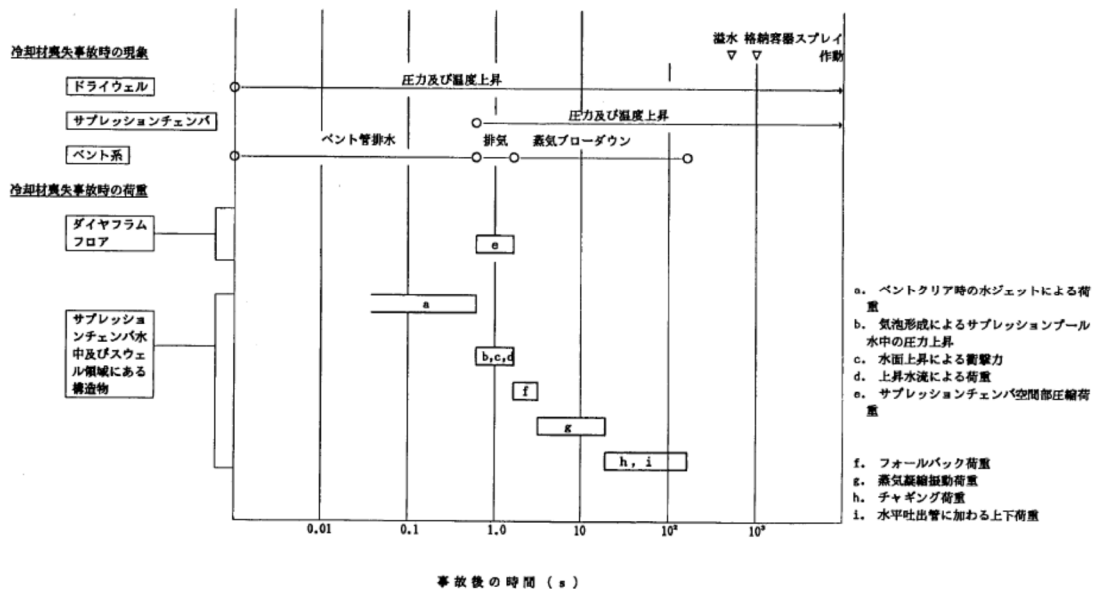 冷却材喪失事故時の現象
溢水 格納容器スプレイ
▽ ▽ 作動
ドライウェル
圧力及び温度上昇
サプレッションチェンバ
圧力及び温度上昇
ベント系
ベント管排水
排気
蒸気ブローダウン
冷却材喪失事故時の荷重
ダイヤフラム
フロア
e
サプレッショ
ンチェンバ水
中及びスウェ
ル領域にある
構造物
a
b,c,d
f
g
h, i
a. ベントクリア時の水ジェットによる荷
重
b. 気泡形成によるサプレッションプール
水中の圧力上昇
c. 水面上昇による衝撃力
d. 上昇水流による荷重
e. サプレッションチェンバ空間部圧縮荷
重
f. フォールバック荷重
g. 蒸気凝縮振動荷重
h. チャギング荷重
i. 水平吐出管に加わる上下荷重
0.01 0.1 1.0 10 10² 10³
事故後の時間 (s)